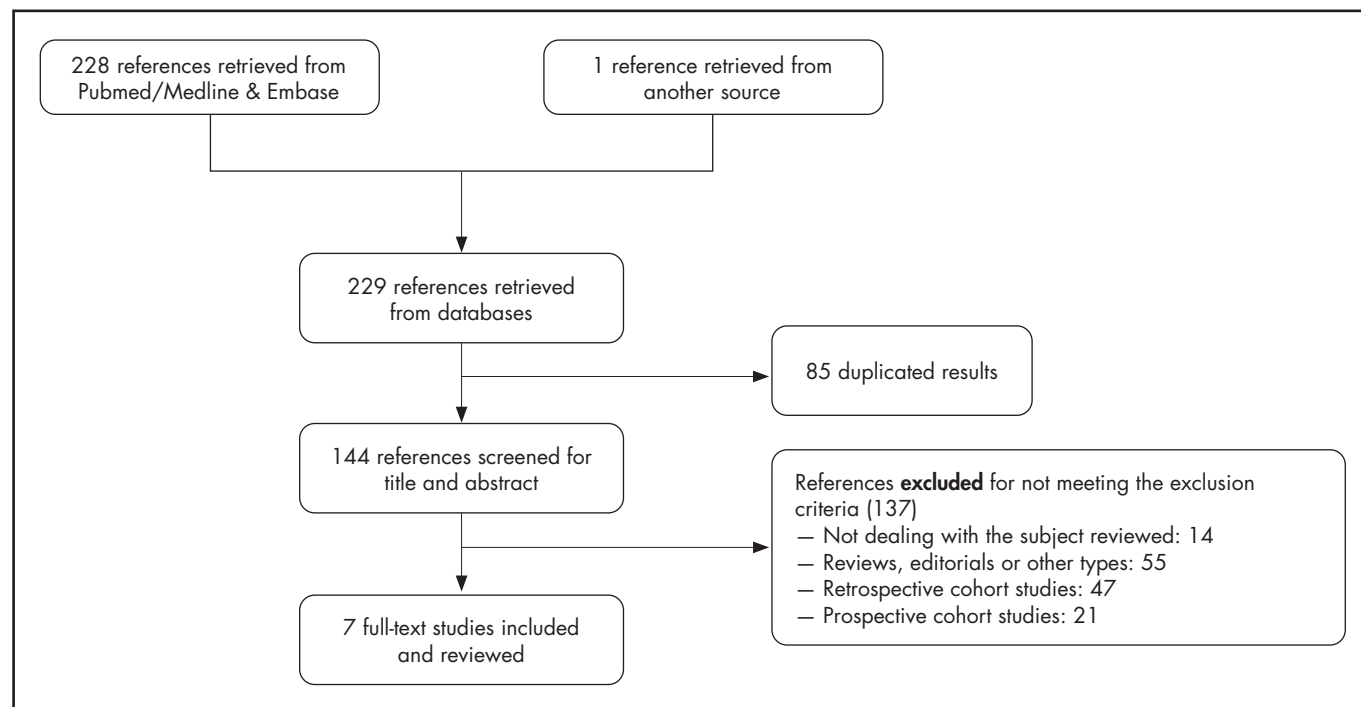 228 references retrieved from
Pubmed/Medline & Embase
1 reference retrieved from
another source
229 references retrieved
from databases
85 duplicated results
144 references screened for
title and abstract
References excluded for not meeting the exclusion
criteria (137)
— Not dealing with the subject reviewed: 14
— Reviews, editorials or other types: 55
— Retrospective cohort studies: 47
— Prospective cohort studies: 21
7 full-text studies included
and reviewed